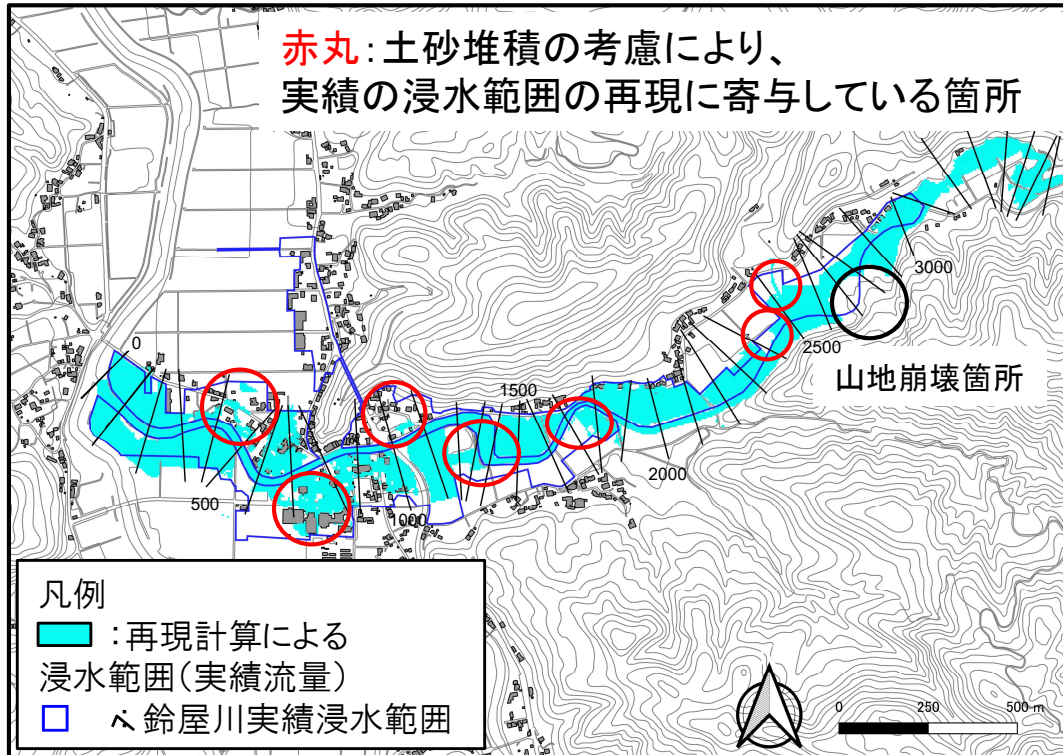 赤丸:土砂堆積の考慮により、
実績の浸水範囲の再現に寄与している箇所
3000
2500
山地崩壊箇所
0
1500
2000
500
1000
凡例
:再現計算による
浸水範囲(実績流量)
鈴屋川実績浸水範囲
0 250 500 m